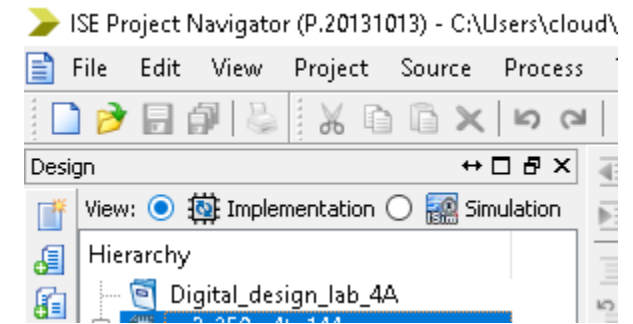 ISE Project Navigator (P.20131013) - C:\Users\cloud\
File Edit View Project Source Process
Design
View: Implementation Simulation
Hierarchy
Digital_design_lab_4A